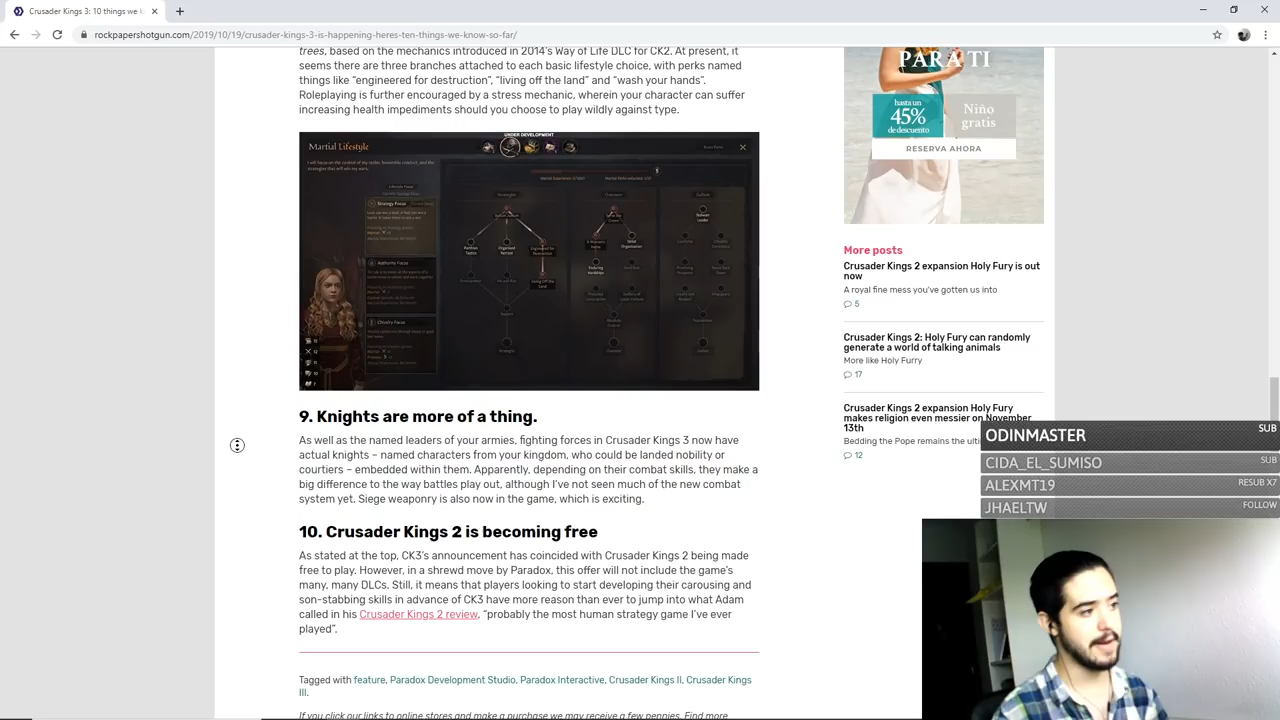 Crusader Kings 3: 10 things we k
rockpapershotgun.com/2019/10/19/crusader-kings-3-is-happening-heres-ten-things-we-know-so-far/
trees, based on the mechanics introduced in 2014's Way of Life DLC for CK2. At present, it
seems there are three branches attached to each basic lifestyle choice, with perks named
things like "engineered for destruction", "living off the land" and "wash your hands".
Roleplaying is further encouraged by a stress mechanic, wherein your character can suffer
increasing health impediments should you choose to play wildly against type.
UNDER DEVELOPMENT
Martial Lifestyle
Strategy Focus
Authority Focus
Chivalry Focus
9. Knights are more of a thing.
As well as the named leaders of your armies, fighting forces in Crusader Kings 3 now have
actual knights – named characters from your kingdom, who could be landed nobility or
courtiers – embedded within them. Apparently, depending on their combat skills, they make a
big difference to the way battles play out, although I've not seen much of the new combat
system yet. Siege weaponry is also now in the game, which is exciting.
10. Crusader Kings 2 is becoming free
As stated at the top, CK3's announcement has coincided with Crusader Kings 2 being made
free to play. However, in a shrewd move by Paradox, this offer will not include the game's
many, many DLCs. Still, it means that players looking to start developing their carousing and
son-stabbing skills in advance of CK3 have more reason than ever to jump into what Adam
called in his Crusader Kings 2 review, "probably the most human strategy game I've ever
played".
Tagged with feature, Paradox Development Studio, Paradox Interactive, Crusader Kings II, Crusader Kings
III.
If you click our links to online stores and make a purchase we may receive a few pennies. Find more
PARA TI
hasta un
45%
de descuento
Niño
gratis
RESERVA AHORA
More posts
Crusader Kings 2 expansion Holy Fury is out
now
A royal fine mess you've gotten us into
5
Crusader Kings 2: Holy Fury can randomly
generate a world of talking animals
More like Holy Furry
17
Crusader Kings 2 expansion Holy Fury
makes religion even messier on November
13th
Bedding the Pope remains the
12
ODINMASTER SUB
CIDA_EL_SUMISO SUB
ALEXMT19 RESUB X7
JHAELTW FOLLOW